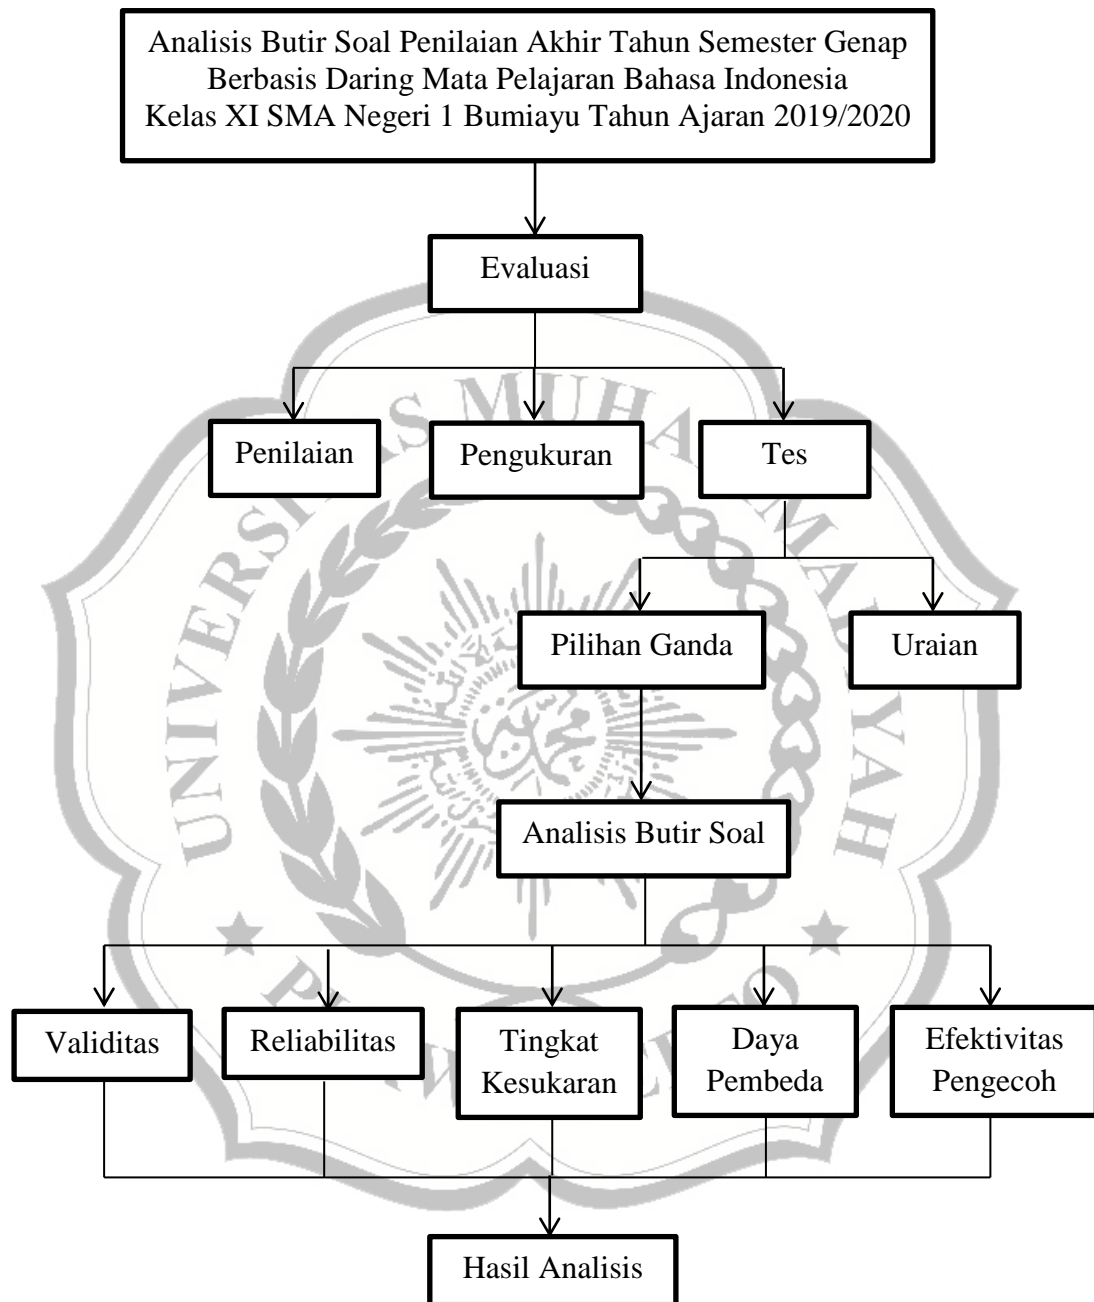 Analisis Butir Soal Penilaian Akhir Tahun Semester Genap
Berbasis Daring Mata Pelajaran Bahasa Indonesia
Kelas XI SMA Negeri 1 Bumiayu Tahun Ajaran 2019/2020
Evaluasi
Penilaian
Pengukuran
Tes
Pilihan Ganda
Uraian
Analisis Butir Soal
Validitas
Reliabilitas
Tingkat
Kesukaran
Daya
Pembeda
Efektivitas
Pengecoh
Hasil Analisis